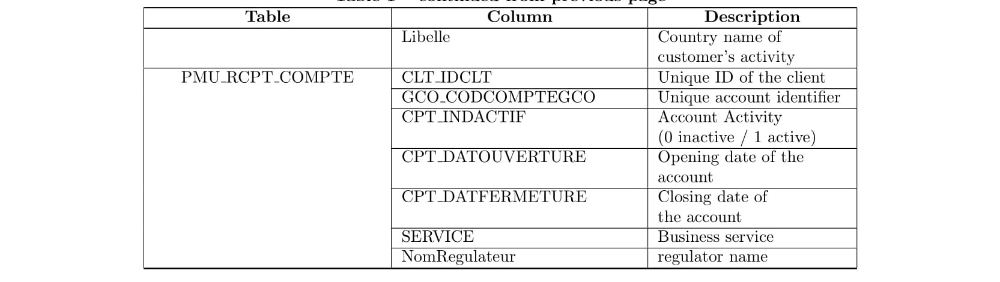 Table 1 – continued from previous page
Table Column Description
Libelle Country name of
customer's activity
PMU_RCPT_COMPTE CLT_IDCLT Unique ID of the client
GCO_CODCOMPTEGCO Unique account identifier
CPT_INDACTIF Account Activity
(0 inactive / 1 active)
CPT_DATOUVERTURE Opening date of the
account
CPT_DATFERMETURE Closing date of
the account
SERVICE Business service
NomRegulateur regulator name